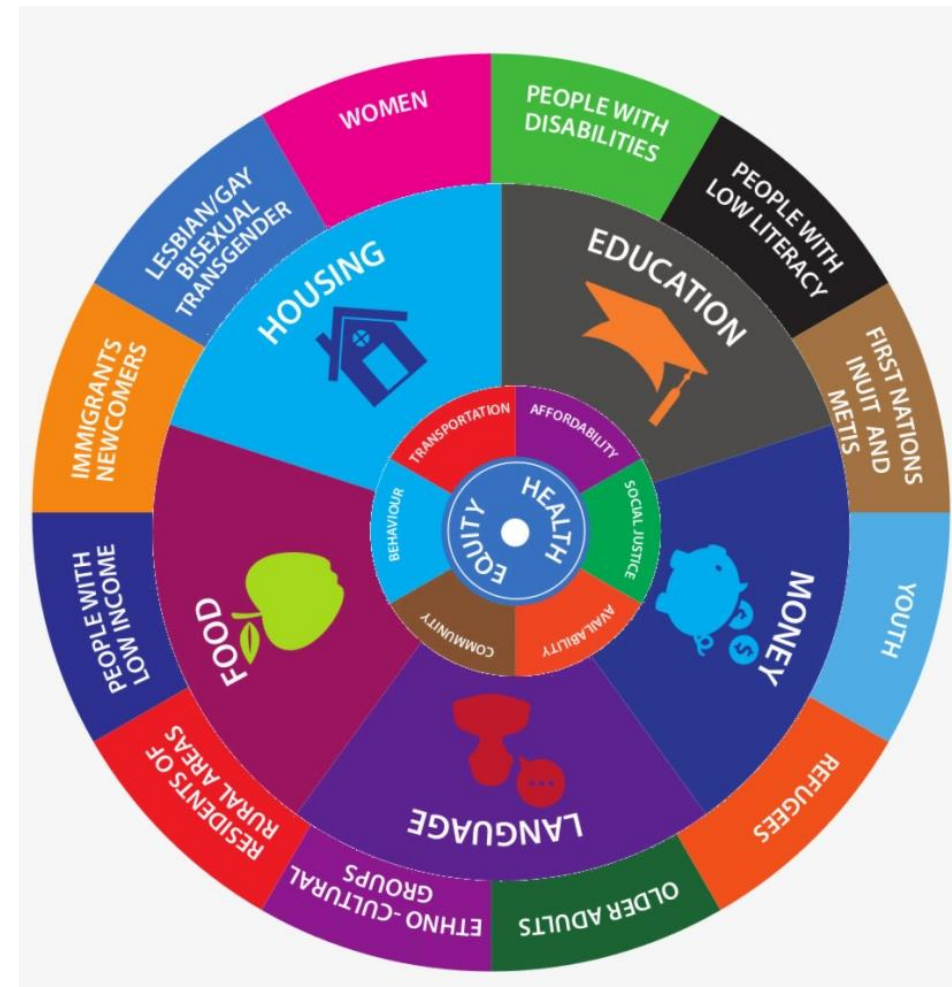 WOMEN
PEOPLE WITH
DISABILITIES
PEOPLE WITH
LOW LITERACY
FIRST NATIONS
INUIT AND
METIS
YOUTH
REFUGEES
OLDER ADULTS
ETHNO-CULTURAL
GROUPS
RESIDENTS OF
RURAL AREAS
PEOPLE WITH
LOW INCOME
IMMIGRANTS
NEWCOMERS
LESBIAN/GAY
BISEXUAL
TRANSGENDER
HOUSING
EDUCATION
MONEY
$
$
LANGUAGE
FOOD
TRANSPORTATION
AFFORDABILITY
SOCIAL JUSTICE
AVAILABILITY
COMMUNITY
BEHAVIOUR
HEALTH
EQUITY